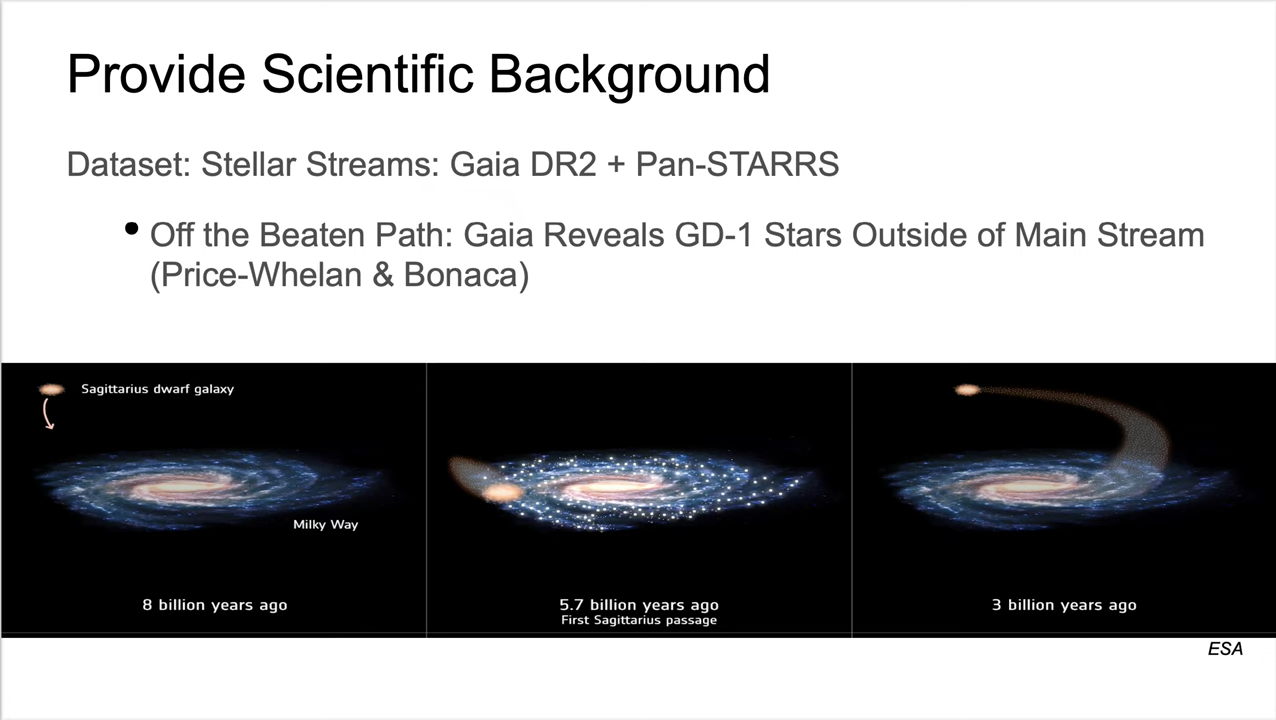 Provide Scientific Background
Dataset: Stellar Streams: Gaia DR2 + Pan-STARRS
• Off the Beaten Path: Gaia Reveals GD-1 Stars Outside of Main Stream
(Price-Whelan & Bonaca)
Sagittarius dwarf galaxy
Milky Way
8 billion years ago
5.7 billion years ago
First Sagittarius passage
3 billion years ago
ESA